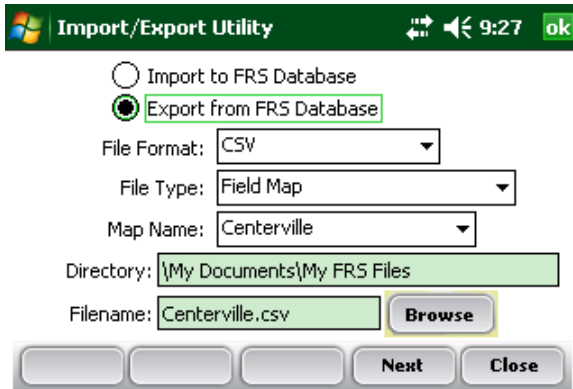 Import/Export Utility 9:27 ok
Import to FRS Database
Export from FRS Database
File Format: CSV
File Type: Field Map
Map Name: Centerville
Directory: \My Documents\My FRS Files
Filename: Centerville.csv Browse
Next Close